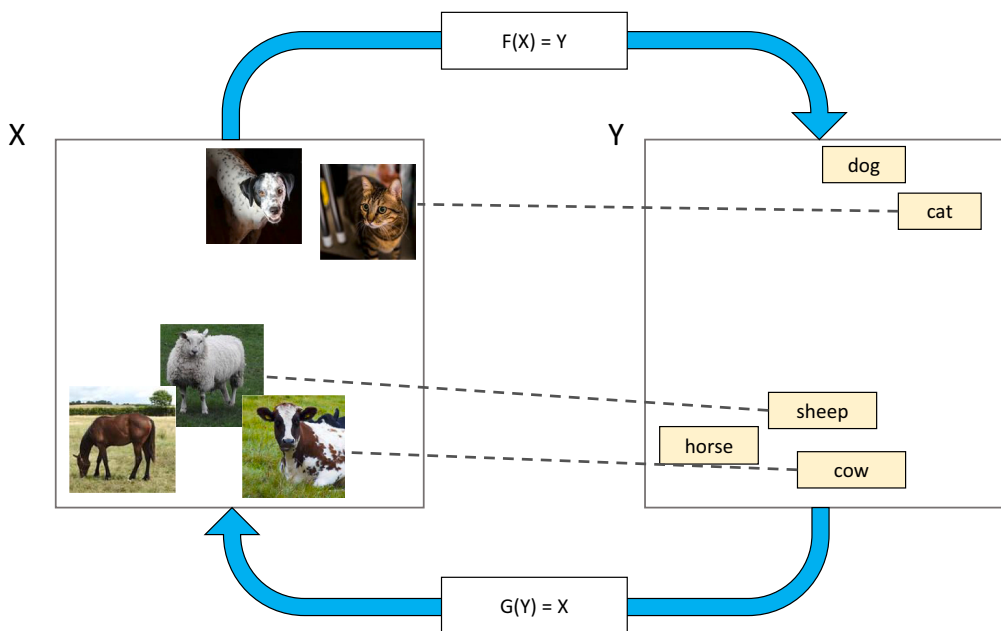 F(X) = Y
X
Y
dog
cat
sheep
horse
cow
G(Y) = X